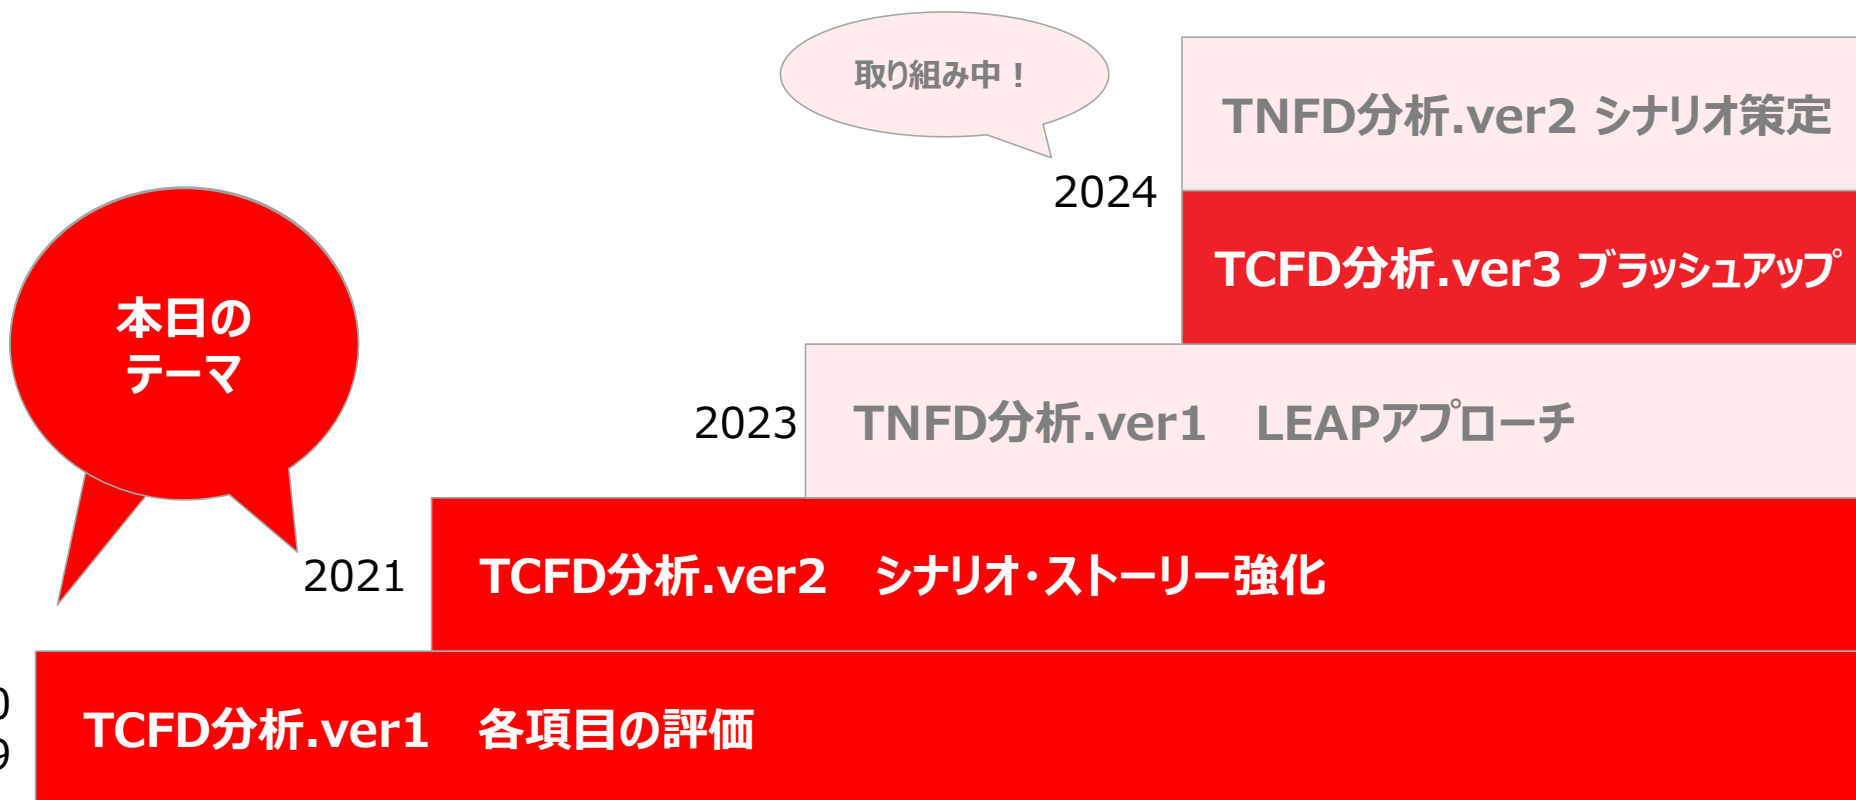 取り組み中！
TNFD分析.ver2 シナリオ策定
2024
TCFD分析.ver3 ブラッシュアップ
本日の
テーマ
2023
TNFD分析.ver1　LEAPアプローチ
2021
TCFD分析.ver2　シナリオ・ストーリー強化
TCFD分析.ver1　各項目の評価